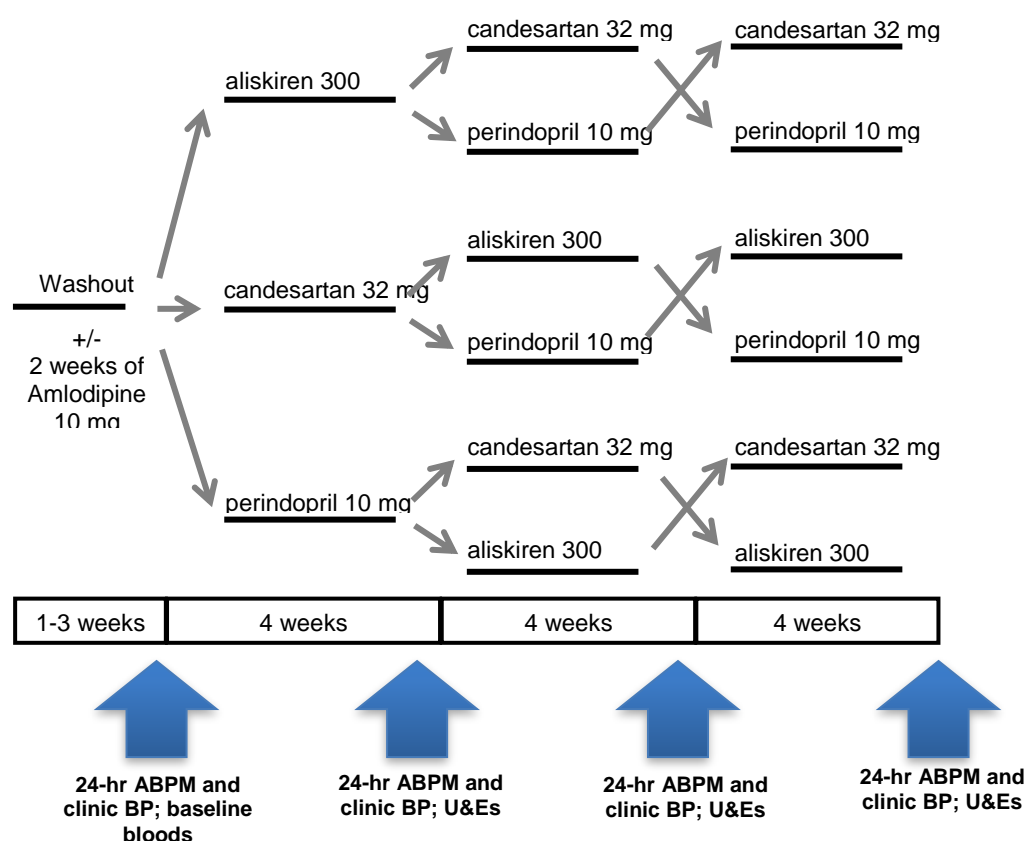 candesartan 32 mg
candesartan 32 mg
aliskiren 300
perindopril 10 mg
perindopril 10 mg
aliskiren 300
aliskiren 300
Washout
candesartan 32 mg
perindopril 10 mg
perindopril 10 mg
+/-
2 weeks of
Amlodipine
10 mg
candesartan 32 mg
candesartan 32 mg
perindopril 10 mg
aliskiren 300
aliskiren 300
1-3 weeks
4 weeks
4 weeks
4 weeks
24-hr ABPM and
clinic BP; baseline
bloods
24-hr ABPM and
clinic BP; U&Es
24-hr ABPM and
clinic BP; U&Es
24-hr ABPM and
clinic BP; U&Es